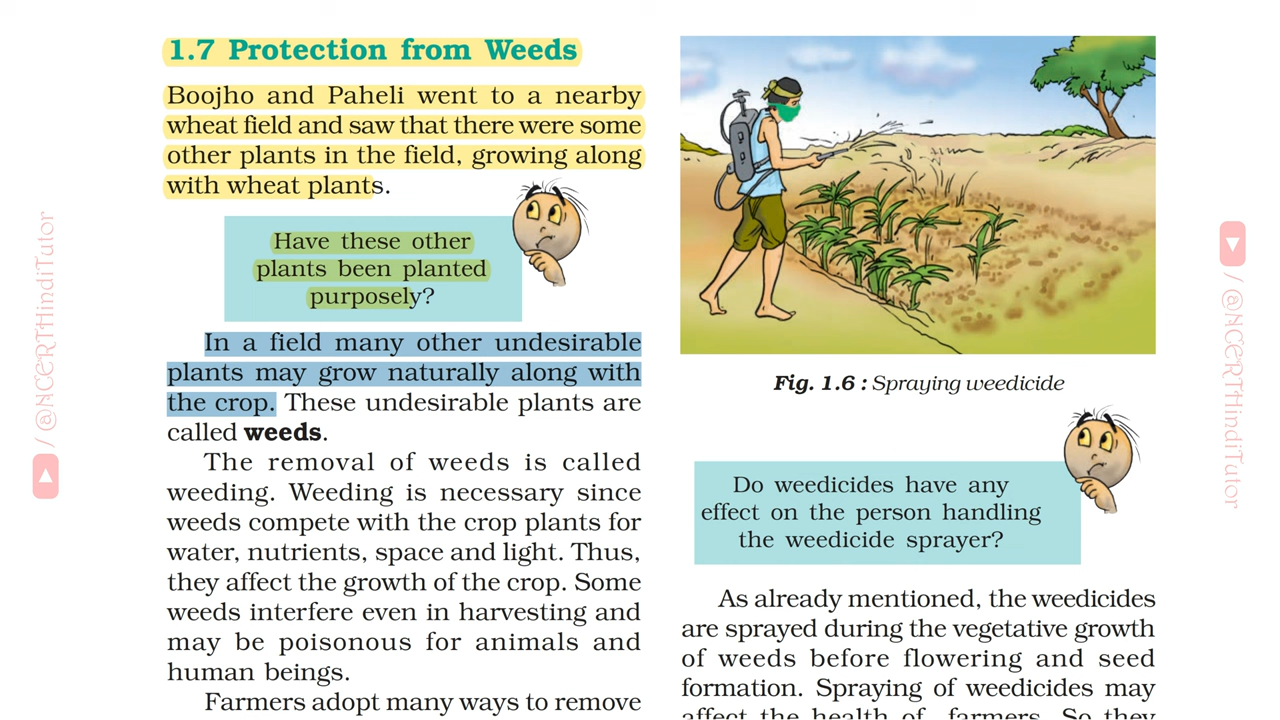 1.7 Protection from Weeds
Boojho and Paheli went to a nearby
wheat field and saw that there were some
other plants in the field, growing along
with wheat plants.
Have these other
plants been planted
purposely?
In a field many other undesirable
plants may grow naturally along with
the crop. These undesirable plants are
called weeds.
The removal of weeds is called
weeding. Weeding is necessary since
weeds compete with the crop plants for
water, nutrients, space and light. Thus,
they affect the growth of the crop. Some
weeds interfere even in harvesting and
may be poisonous for animals and
human beings.
Farmers adopt many ways to remove
Fig. 1.6 : Spraying weedicide
Do weedicides have any
effect on the person handling
the weedicide sprayer?
As already mentioned, the weedicides
are sprayed during the vegetative growth
of weeds before flowering and seed
formation. Spraying of weedicides may
affect the health of farmers. So they
/ @NCERTHindiTutor
/ @NCERTHindiTutor